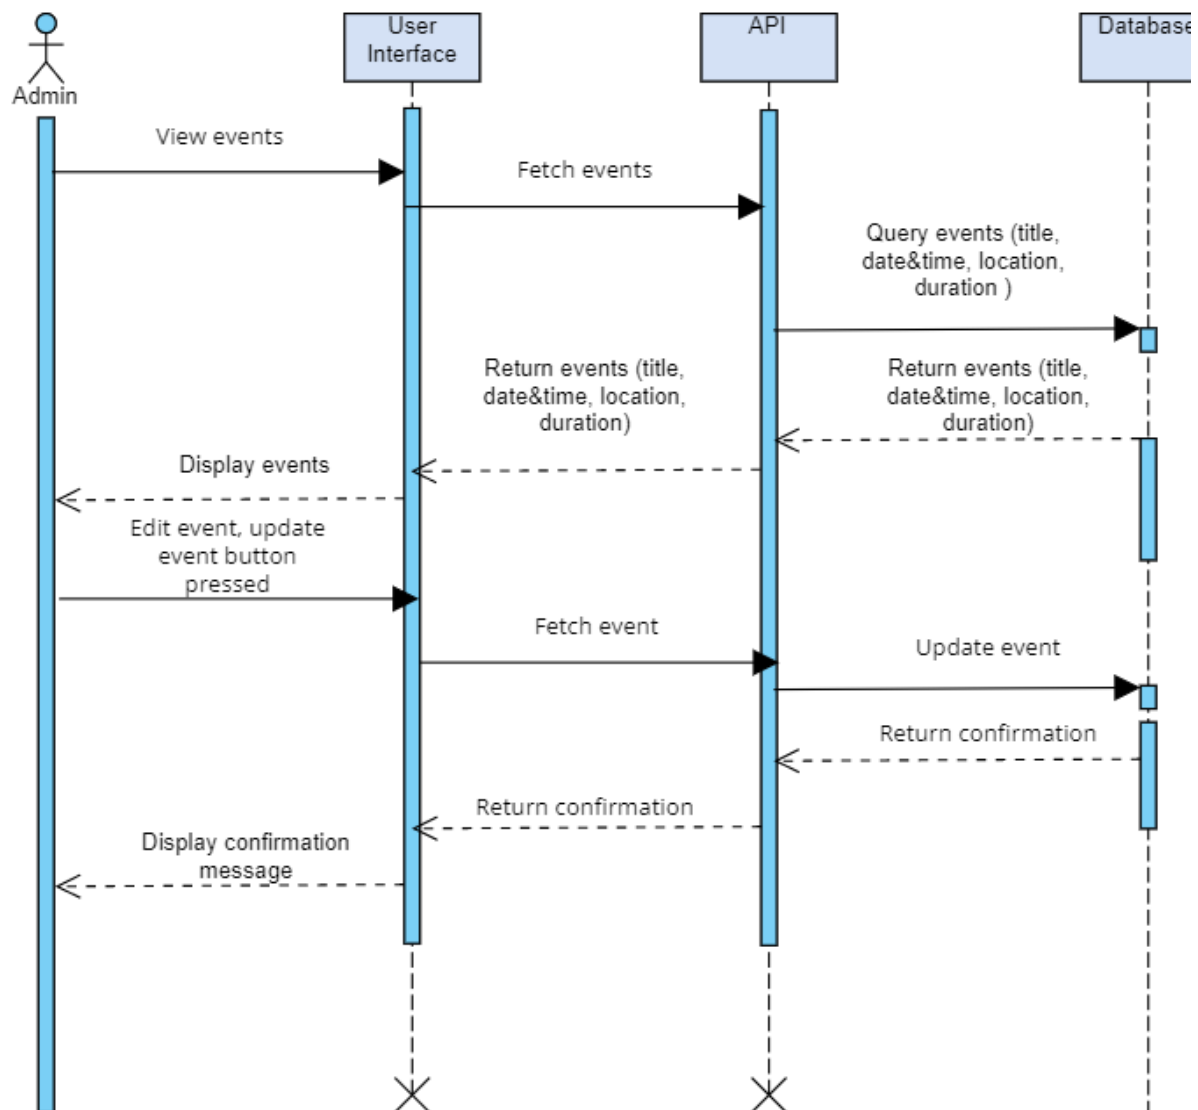 User
Interface
API
Database
Admin
View events
Fetch events
Query events (title,
date&time, location,
duration )
Return events (title,
date&time, location,
duration)
Return events (title,
date&time, location,
duration)
Display events
Edit event, update
event button
pressed
Fetch event
Update event
Return confirmation
Return confirmation
Display confirmation
message